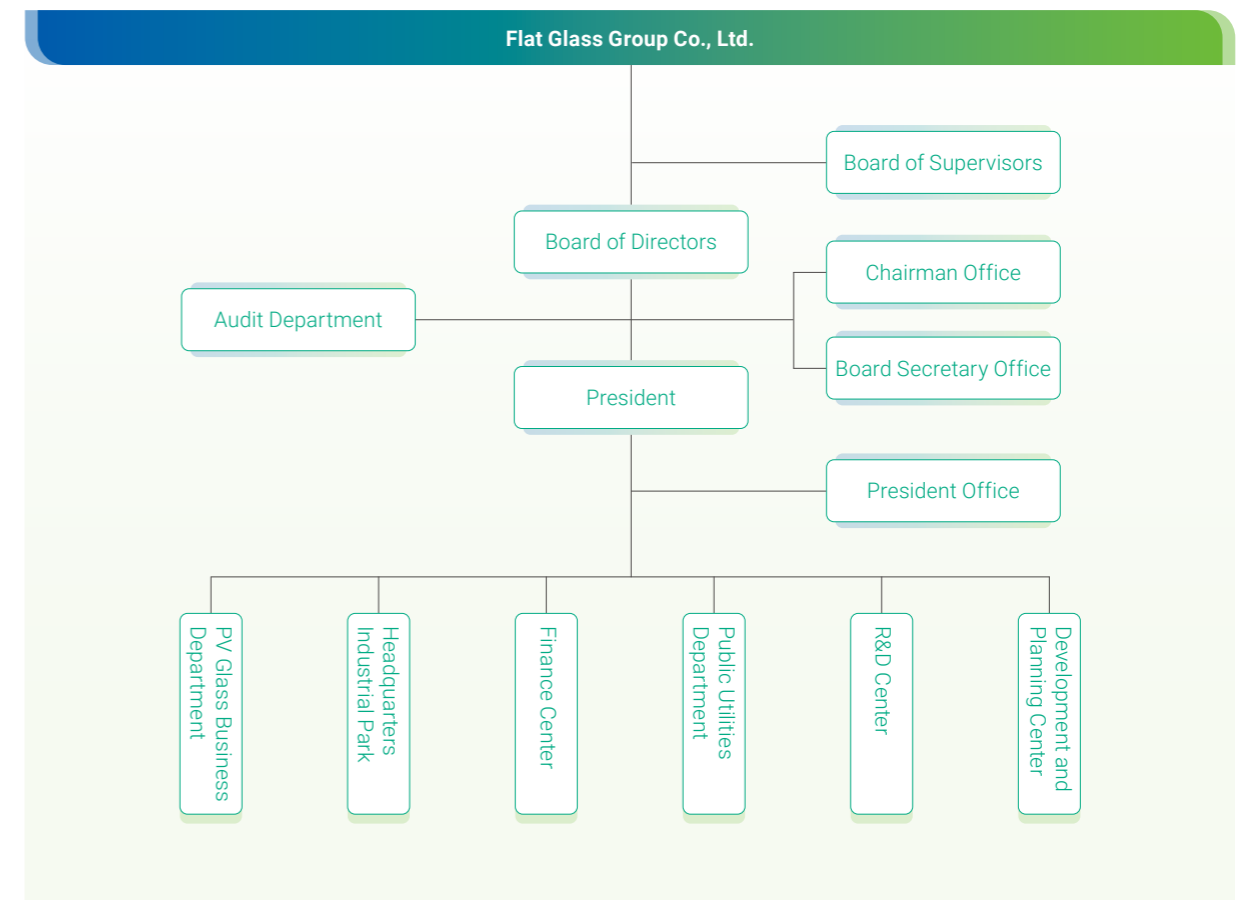 Flat Glass Group Co., Ltd.
Board of Supervisors
Board of Directors
Chairman Office
Audit Department
Board Secretary Office
President
President Office
PV Glass Business
Department
Headquarters
Industrial Park
Finance Center
Public Utilities
Department
R&D Center
Development and
Planning Center